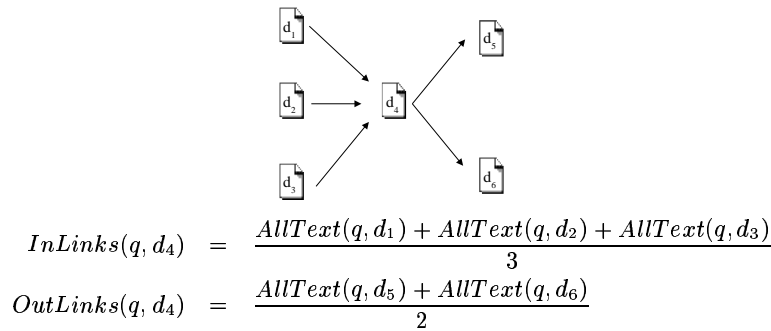 d₁
d₅
d₂
d₄
d₃
d₆
InLinks(q, d₄) = (AllText(q, d₁) + AllText(q, d₂) + AllText(q, d₃)) / 3
OutLinks(q, d₄) = (AllText(q, d₅) + AllText(q, d₆)) / 2